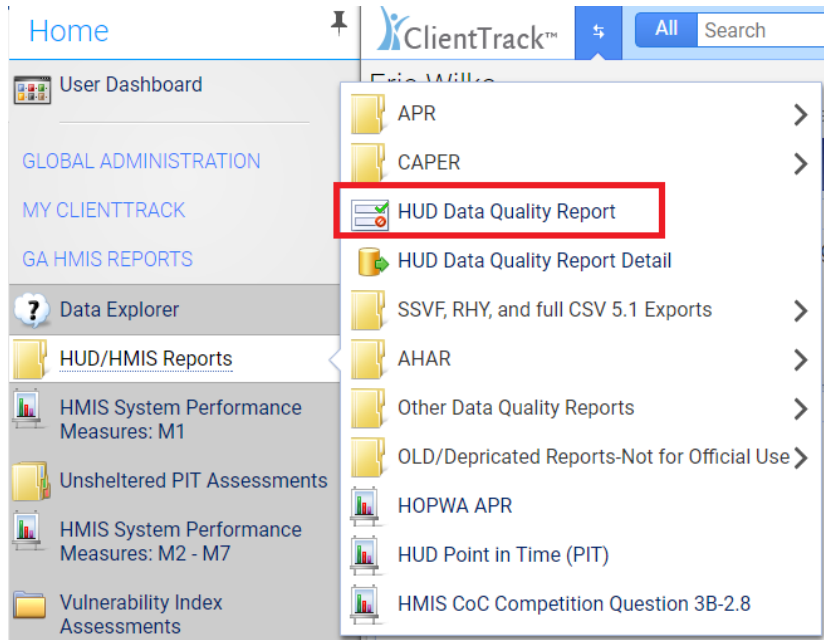 Home
ClientTrack™
All
Search
User Dashboard
GLOBAL ADMINISTRATION
MY CLIENTTRACK
GA HMIS REPORTS
Data Explorer
HUD/HMIS Reports
HMIS System Performance
Measures: M1
Unsheltered PIT Assessments
HMIS System Performance
Measures: M2 - M7
Vulnerability Index
Assessments
APR
CAPER
HUD Data Quality Report
HUD Data Quality Report Detail
SSVF, RHY, and full CSV 5.1 Exports
AHAR
Other Data Quality Reports
OLD/Depricated Reports-Not for Official Use
HOPWA APR
HUD Point in Time (PIT)
HMIS CoC Competition Question 3B-2.8